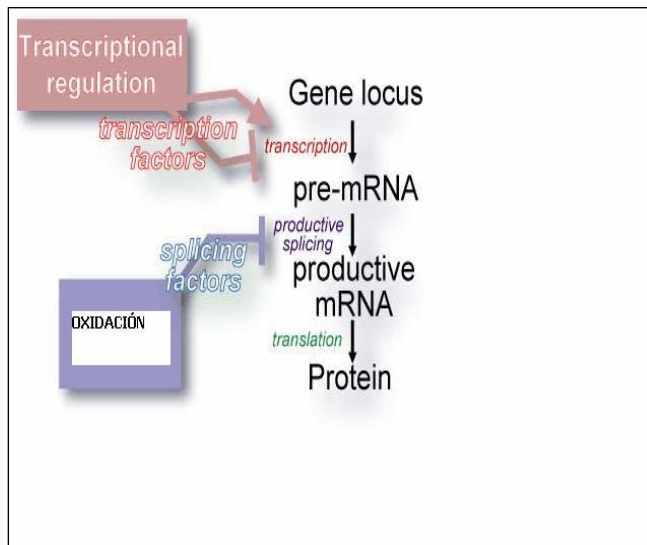 Transcriptional
regulation
transcription
factors
Gene locus
transcription
pre-mRNA
productive
splicing
splicing
factors
productive
mRNA
OXIDACIÓN
translation
Protein